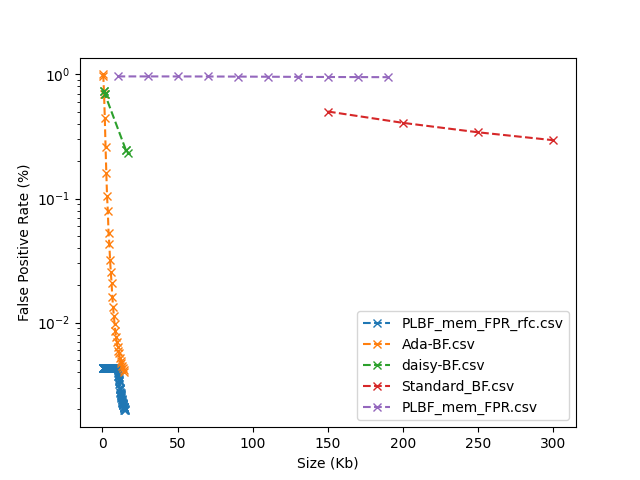 10⁰
10⁻¹
10⁻²
False Positive Rate (%)
PLBF_mem_FPR_rfc.csv
Ada-BF.csv
daisy-BF.csv
Standard_BF.csv
PLBF_mem_FPR.csv
0 50 100 150 200 250 300
Size (Kb)